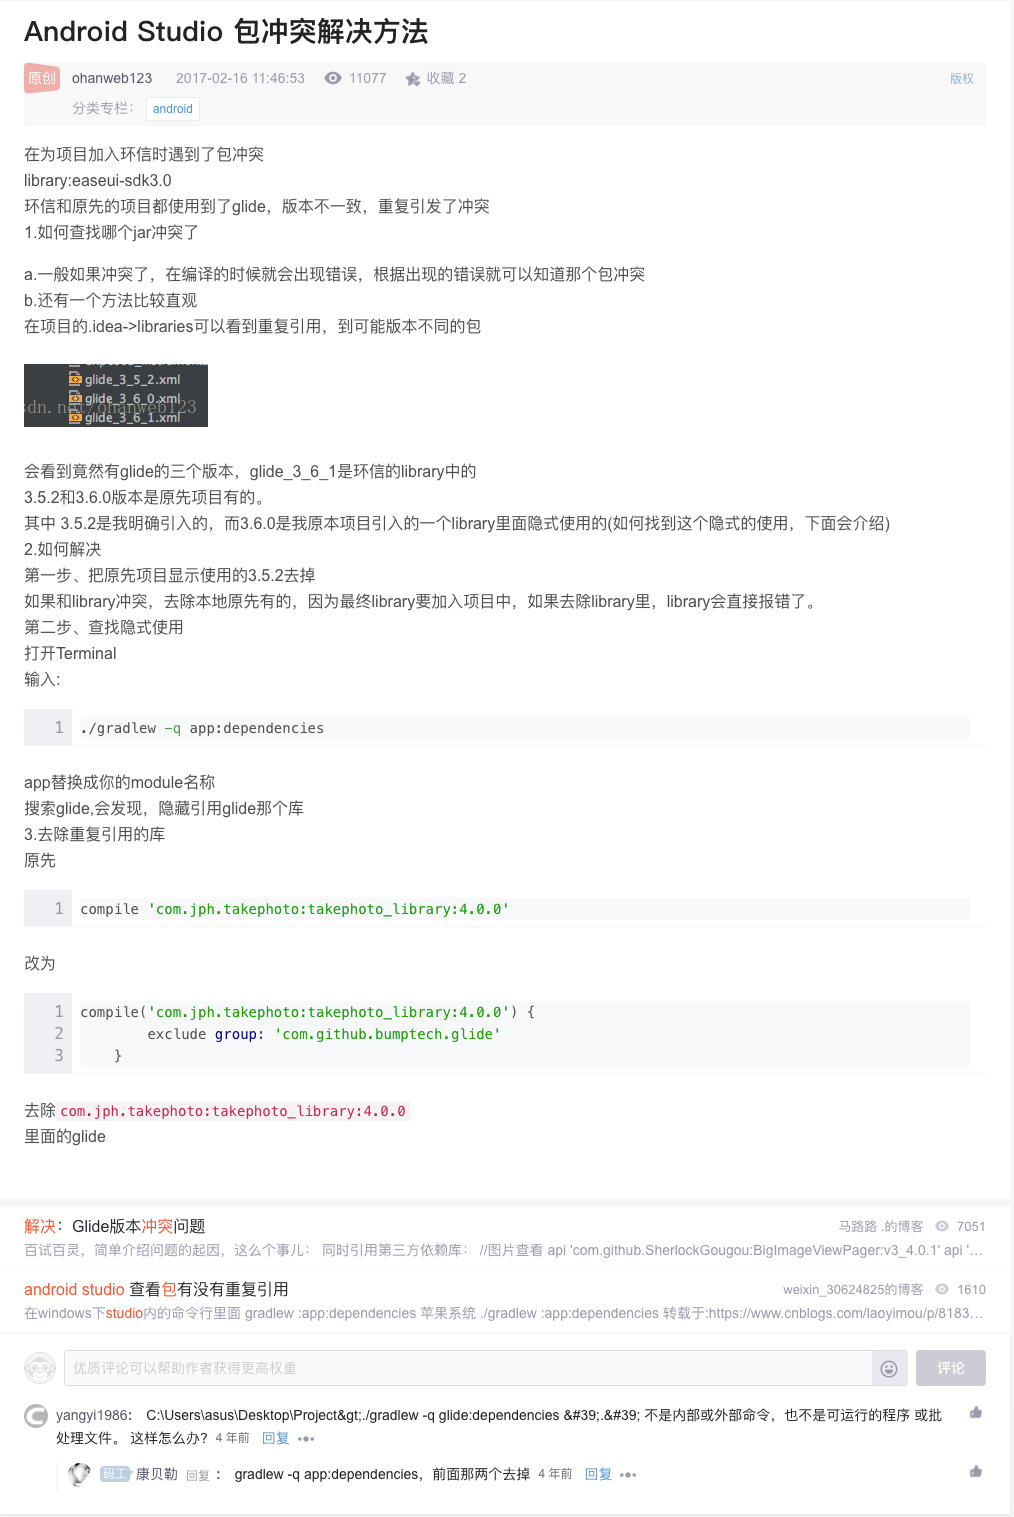 Android Studio 包冲突解决方法
原创 ohanweb123 2017-02-16 11:46:53 11077 收藏 2 版权
分类专栏： android
在为项目加入环信时遇到了包冲突
library:easeui-sdk3.0
环信和原先的项目都使用到了glide，版本不一致，重复引发了冲突
1.如何查找哪个jar冲突了
a.一般如果冲突了，在编译的时候就会出现错误，根据出现的错误就可以知道那个包冲突
b.还有一个方法比较直观
在项目的.idea->libraries可以看到重复引用，到可能版本不同的包
glide_3_5_2.xml
glide_3_6_0.xml
sdn.net/ohanweb123
glide_3_6_1.xml
会看到竟然有glide的三个版本，glide_3_6_1是环信的library中的
3.5.2和3.6.0版本是原先项目有的。
其中 3.5.2是我明确引入的，而3.6.0是我原本项目引入的一个library里面隐式使用的(如何找到这个隐式的使用，下面会介绍)
2.如何解决
第一步、把原先项目显示使用的3.5.2去掉
如果和library冲突，去除本地原先有的，因为最终library要加入项目中，如果去除library里，library会直接报错了。
第二步、查找隐式使用
打开Terminal
输入:
1 ./gradlew -q app:dependencies
app替换成你的module名称
搜索glide,会发现，隐藏引用glide那个库
3.去除重复引用的库
原先
1 compile 'com.jph.takephoto:takephoto_library:4.0.0'
改为
1 compile('com.jph.takephoto:takephoto_library:4.0.0') {
2 exclude group: 'com.github.bumptech.glide'
3 }
去除 com.jph.takephoto:takephoto_library:4.0.0
里面的glide
解决：Glide版本冲突问题 马路路 .的博客 7051
百试百灵，简单介绍问题的起因，这么个事儿： 同时引用第三方依赖库： //图片查看 api 'com.github.SherlockGougou:BigImageViewPager:v3_4.0.1' api '...
android studio 查看包有没有重复引用 weixin_30624825的博客 1610
在windows下studio内的命令行里面 gradlew :app:dependencies 苹果系统 ./gradlew :app:dependencies 转载于:https://www.cnblogs.com/laoyimou/p/8183...
优质评论可以帮助作者获得更高权重 评论
yangyi1986： C:\Users\asus\Desktop\Project&gt;./gradlew -q glide:dependencies &#39;.&#39; 不是内部或外部命令，也不是可运行的程序 或批
处理文件。 这样怎么办? 4 年前 回复
码工 康贝勒 回复： gradlew -q app:dependencies，前面那两个去掉 4 年前 回复